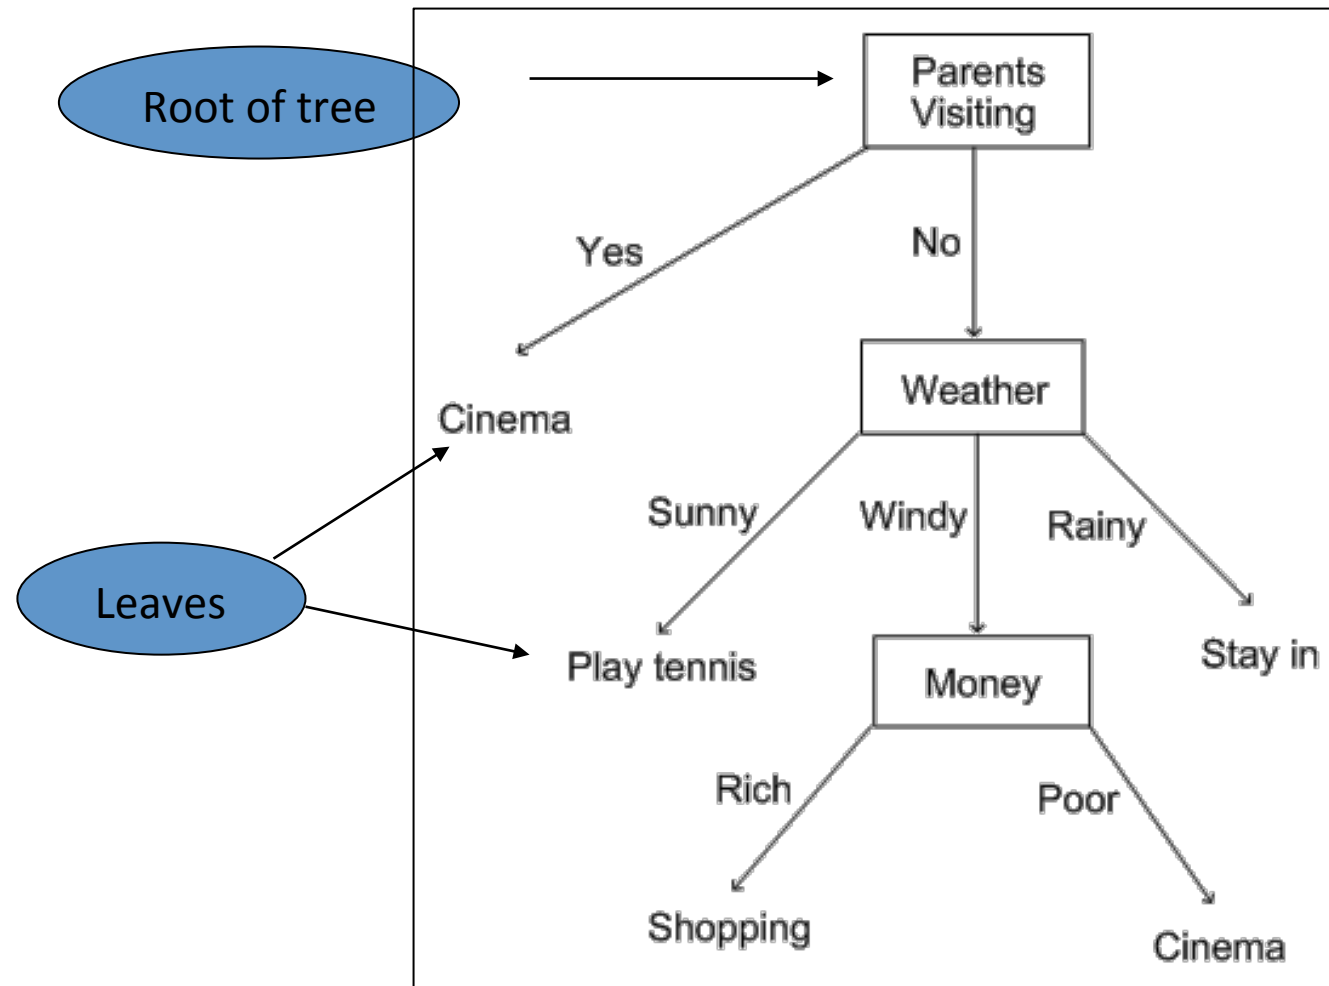 Root of tree
Parents
Visiting
Yes
No
Cinema
Weather
Sunny
Windy
Rainy
Leaves
Play tennis
Money
Stay in
Rich
Poor
Shopping
Cinema